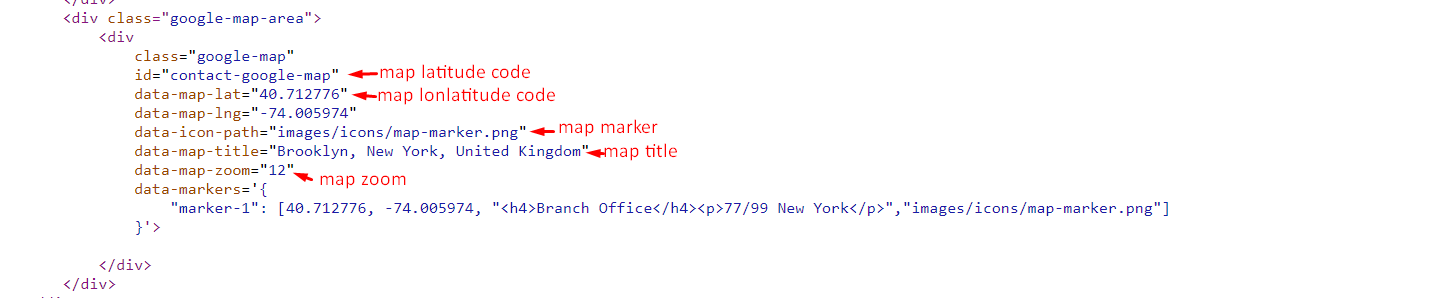 </div>
<div class="google-map-area">
<div
class="google-map"
id="contact-google-map" map latitude code
data-map-lat="40.712776" map lonlatitude code
data-map-lng="-74.005974"
data-icon-path="images/icons/map-marker.png" map marker
data-map-title="Brooklyn, New York, United Kingdom" map title
data-map-zoom="12" map zoom
data-markers='{
"marker-1": [40.712776, -74.005974, "<h4>Branch Office</h4><p>77/99 New York</p>","images/icons/map-marker.png"]
}'>
</div>
</div>